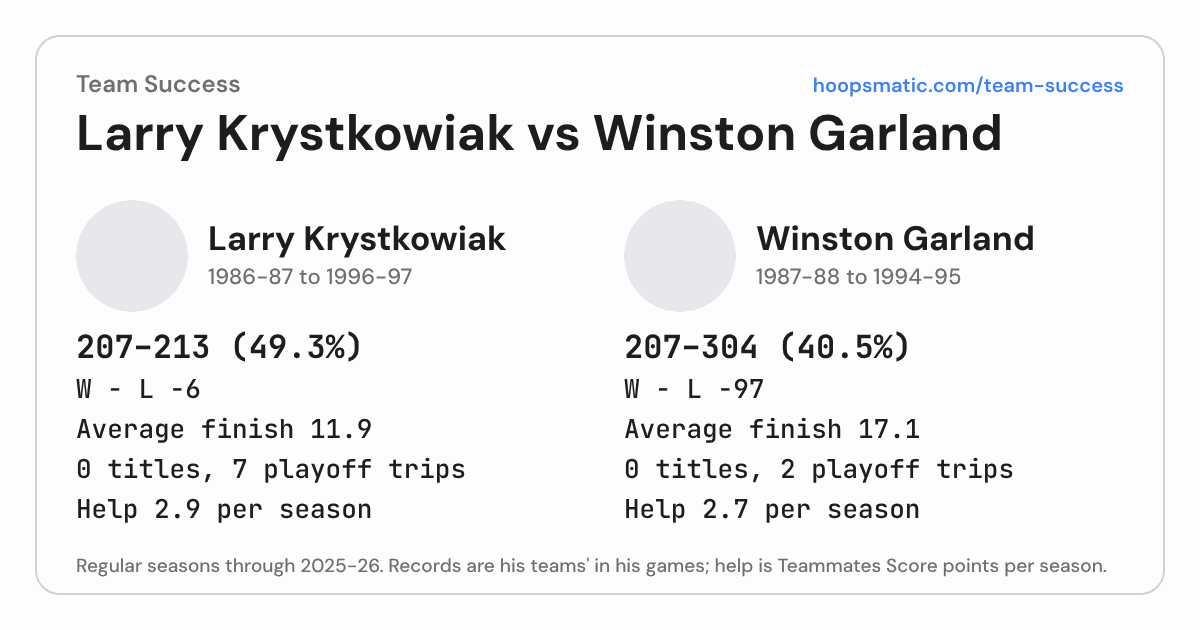 Team Success
hoopsmatic.com/team-success
Larry Krystkowiak vs Winston Garland
Larry Krystkowiak
1986-87 to 1996-97
207-213 (49.3%)
W - L -6
Average finish 11.9
0 titles, 7 playoff trips
Help 2.9 per season
Winston Garland
1987-88 to 1994-95
207-304 (40.5%)
W - L -97
Average finish 17.1
0 titles, 2 playoff trips
Help 2.7 per season
Regular seasons through 2025-26. Records are his teams' in his games; help is Teammates Score points per season.